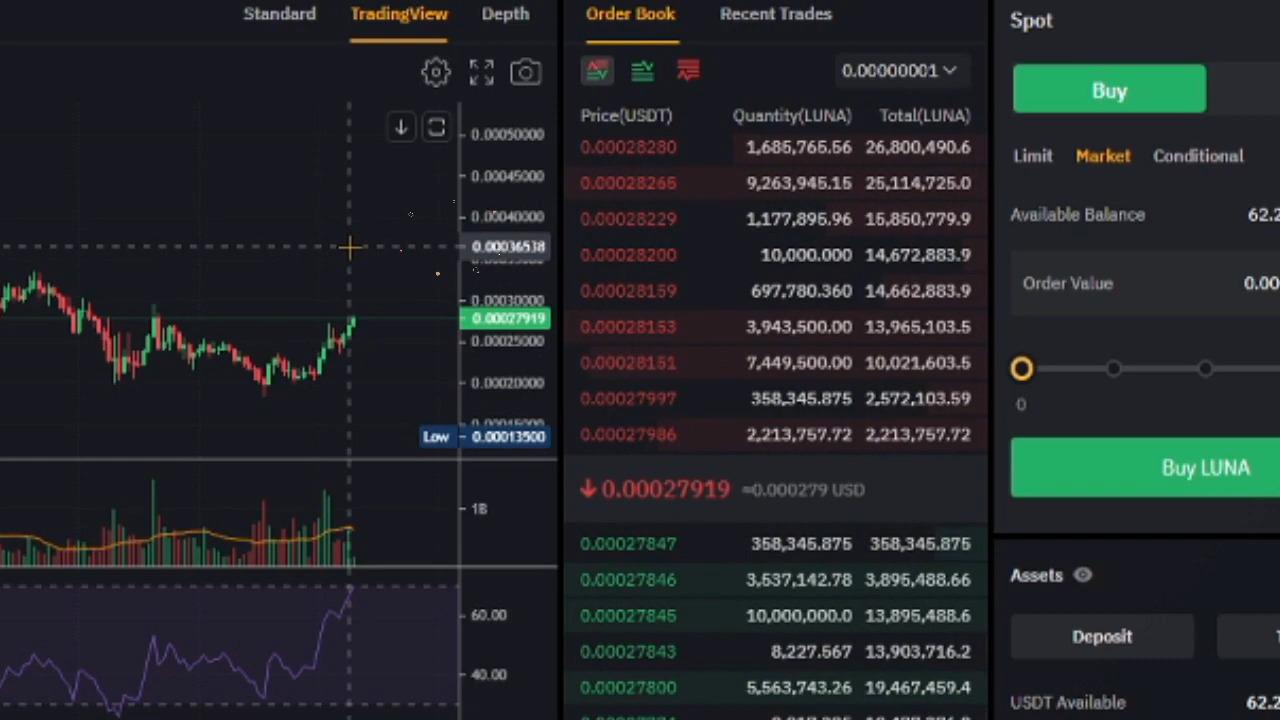 Standard TradingView Depth
0.00050000
0.00045000
0.00040000
0.00036538
0.00030000
0.00027919
0.00025000
0.00020000
Low 0.00013500
1B
60.00
40.00
Order Book Recent Trades
0.00000001
Price(USDT) Quantity(LUNA) Total(LUNA)
0.00028280 1,685,765.56 26,800,490.6
0.00028265 9,263,945.15 25,114,725.0
0.00028229 1,177,895.96 15,850,779.9
0.00028200 10,000.000 14,672,883.9
0.00028159 697,780.360 14,662,883.9
0.00028153 3,943,500.00 13,965,103.5
0.00028151 7,449,500.00 10,021,603.5
0.00027997 358,345.875 2,572,103.59
0.00027986 2,213,757.72 2,213,757.72
0.00027919 ≈0.000279 USD
0.00027847 358,345.875 358,345.875
0.00027846 3,537,142.78 3,895,488.66
0.00027845 10,000,000.0 13,895,488.6
0.00027843 8,227.567 13,903,716.2
0.00027800 5,563,743.26 19,467,459.4
Spot
Buy
Limit Market Conditional
Available Balance 62.2
Order Value 0.00
0
Buy LUNA
Assets
Deposit
USDT Available 62.2